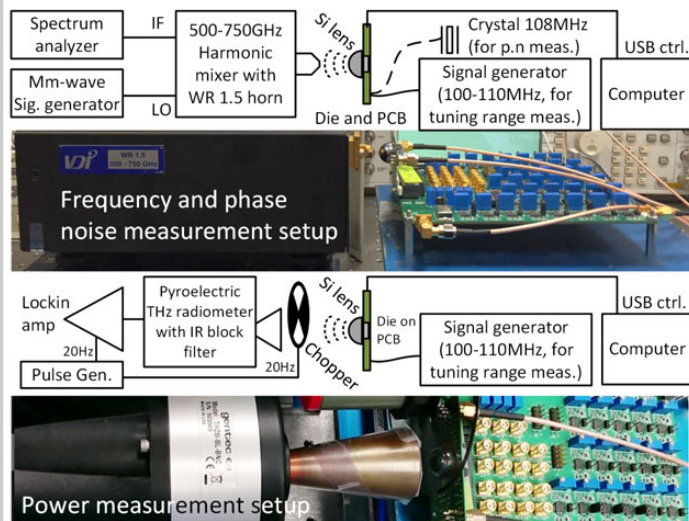 Spectrum
analyzer
IF
500-750GHz
Harmonic
mixer with
WR 1.5 horn
Mm-wave
Sig. generator
LO
Si lens
Die and PCB
Crystal 108MHz
(for p.n meas.)
Signal generator
(100-110MHz, for
tuning range meas.)
USB ctrl.
Computer
VDI
WR 1.5
500 - 750 GHz
Frequency and phase
noise measurement setup
Lockin
amp
20Hz
Pulse Gen.
Pyroelectric
THz radiometer
with IR block
filter
20Hz
Chopper
Si lens
Die on
PCB
Signal generator
(100-110MHz, for
tuning range meas.)
USB ctrl.
Computer
gentec-eo
CE
Power measurement setup